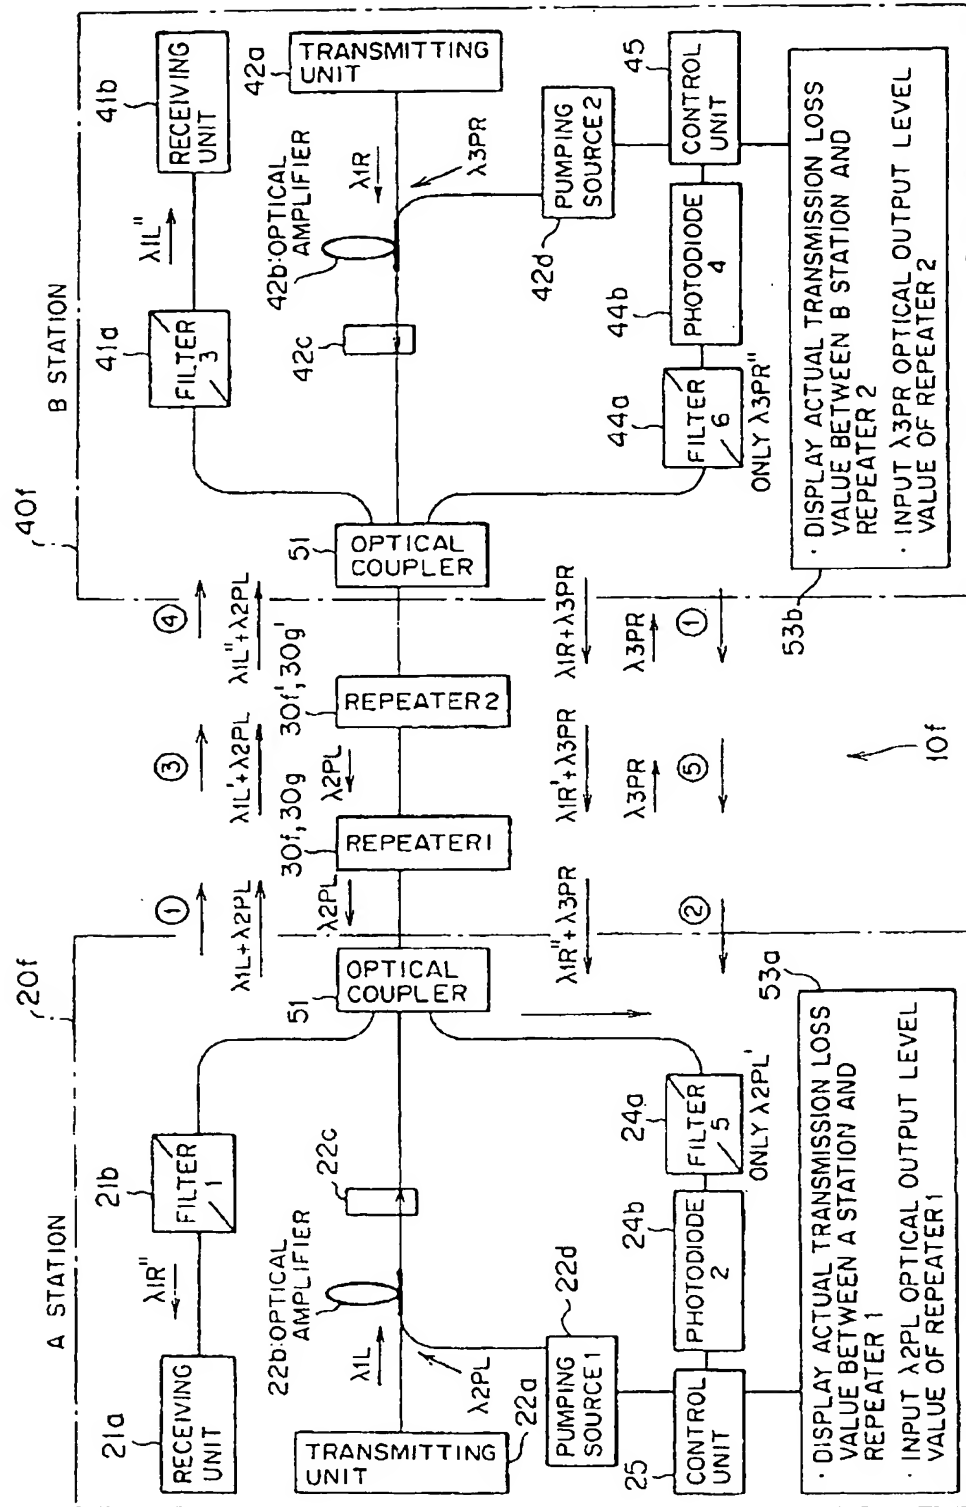 A STATION
20f
B STATION
40f
21a
RECEIVING
UNIT
λ1R"
21b
FILTER
1
22a
TRANSMITTING
UNIT
λ1L
22b:OPTICAL
AMPLIFIER
22c
λ2PL
22d
PUMPING
SOURCE 1
25
CONTROL
UNIT
24b
PHOTODIODE
2
24a
FILTER
5
ONLY λ2PL'
53a
· DISPLAY ACTUAL TRANSMISSION LOSS
VALUE BETWEEN A STATION AND
REPEATER 1
· INPUT λ2PL OPTICAL OUTPUT LEVEL
VALUE OF REPEATER 1
51
OPTICAL
COUPLER
①
λ1L+λ2PL
λ2PL
λ1R"+λ3PR
②
30f, 30g
REPEATER 1
③
λ1L'+λ2PL
λ2PL
λ1R'+λ3PR
λ3PR
⑤
30f', 30g'
REPEATER 2
④
λ1L"+λ2PL
λ1R+λ3PR
λ3PR
①
10f
51
OPTICAL
COUPLER
41a
FILTER
3
λ1L"
41b
RECEIVING
UNIT
42c
42b:OPTICAL
AMPLIFIER
λ1R
42a
TRANSMITTING
UNIT
λ3PR
42d
PUMPING
SOURCE 2
44a
FILTER
6
ONLY λ3PR"
44b
PHOTODIODE
4
45
CONTROL
UNIT
53b
· DISPLAY ACTUAL TRANSMISSION LOSS
VALUE BETWEEN B STATION AND
REPEATER 2
· INPUT λ3PR OPTICAL OUTPUT LEVEL
VALUE OF REPEATER 2